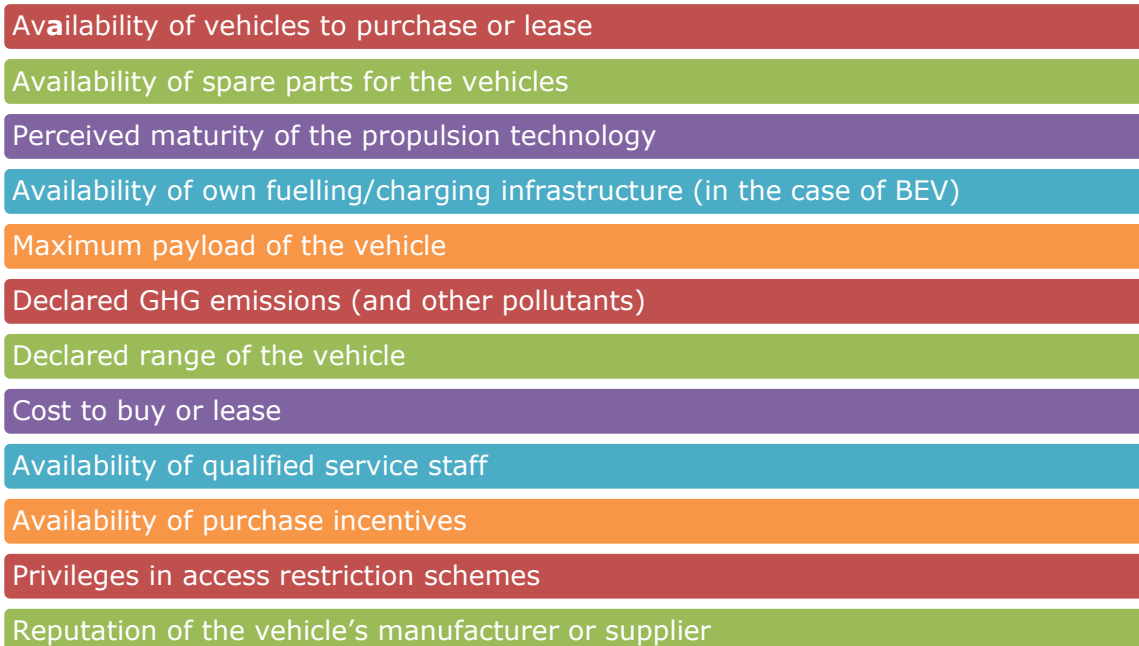 Availability of vehicles to purchase or lease
Availability of spare parts for the vehicles
Perceived maturity of the propulsion technology
Availability of own fuelling/charging infrastructure (in the case of BEV)
Maximum payload of the vehicle
Declared GHG emissions (and other pollutants)
Declared range of the vehicle
Cost to buy or lease
Availability of qualified service staff
Availability of purchase incentives
Privileges in access restriction schemes
Reputation of the vehicle’s manufacturer or supplier